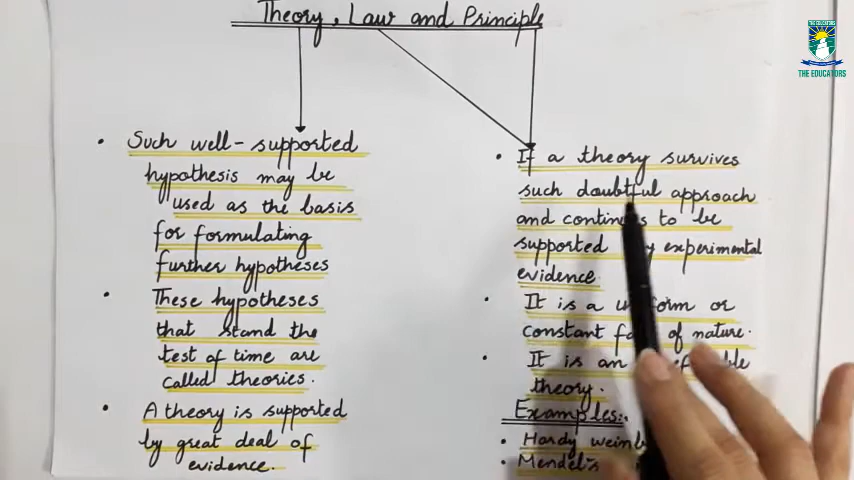 Theory, Law and Principle
• Such well-supported
hypothesis may be
used as the basis
for formulating
further hypotheses
• These hypotheses
that stand the
test of time are
called theories.
• A theory is supported
by great deal of
evidence.
• If a theory survives
such doubtful approach
and continues to be
supported experimental
evidence.
• It is a or
constant of nature.
• It is an
theory.
Examples:-
• Hardy
• Mendel's
THE EDUCATORS
THE EDUCATORS